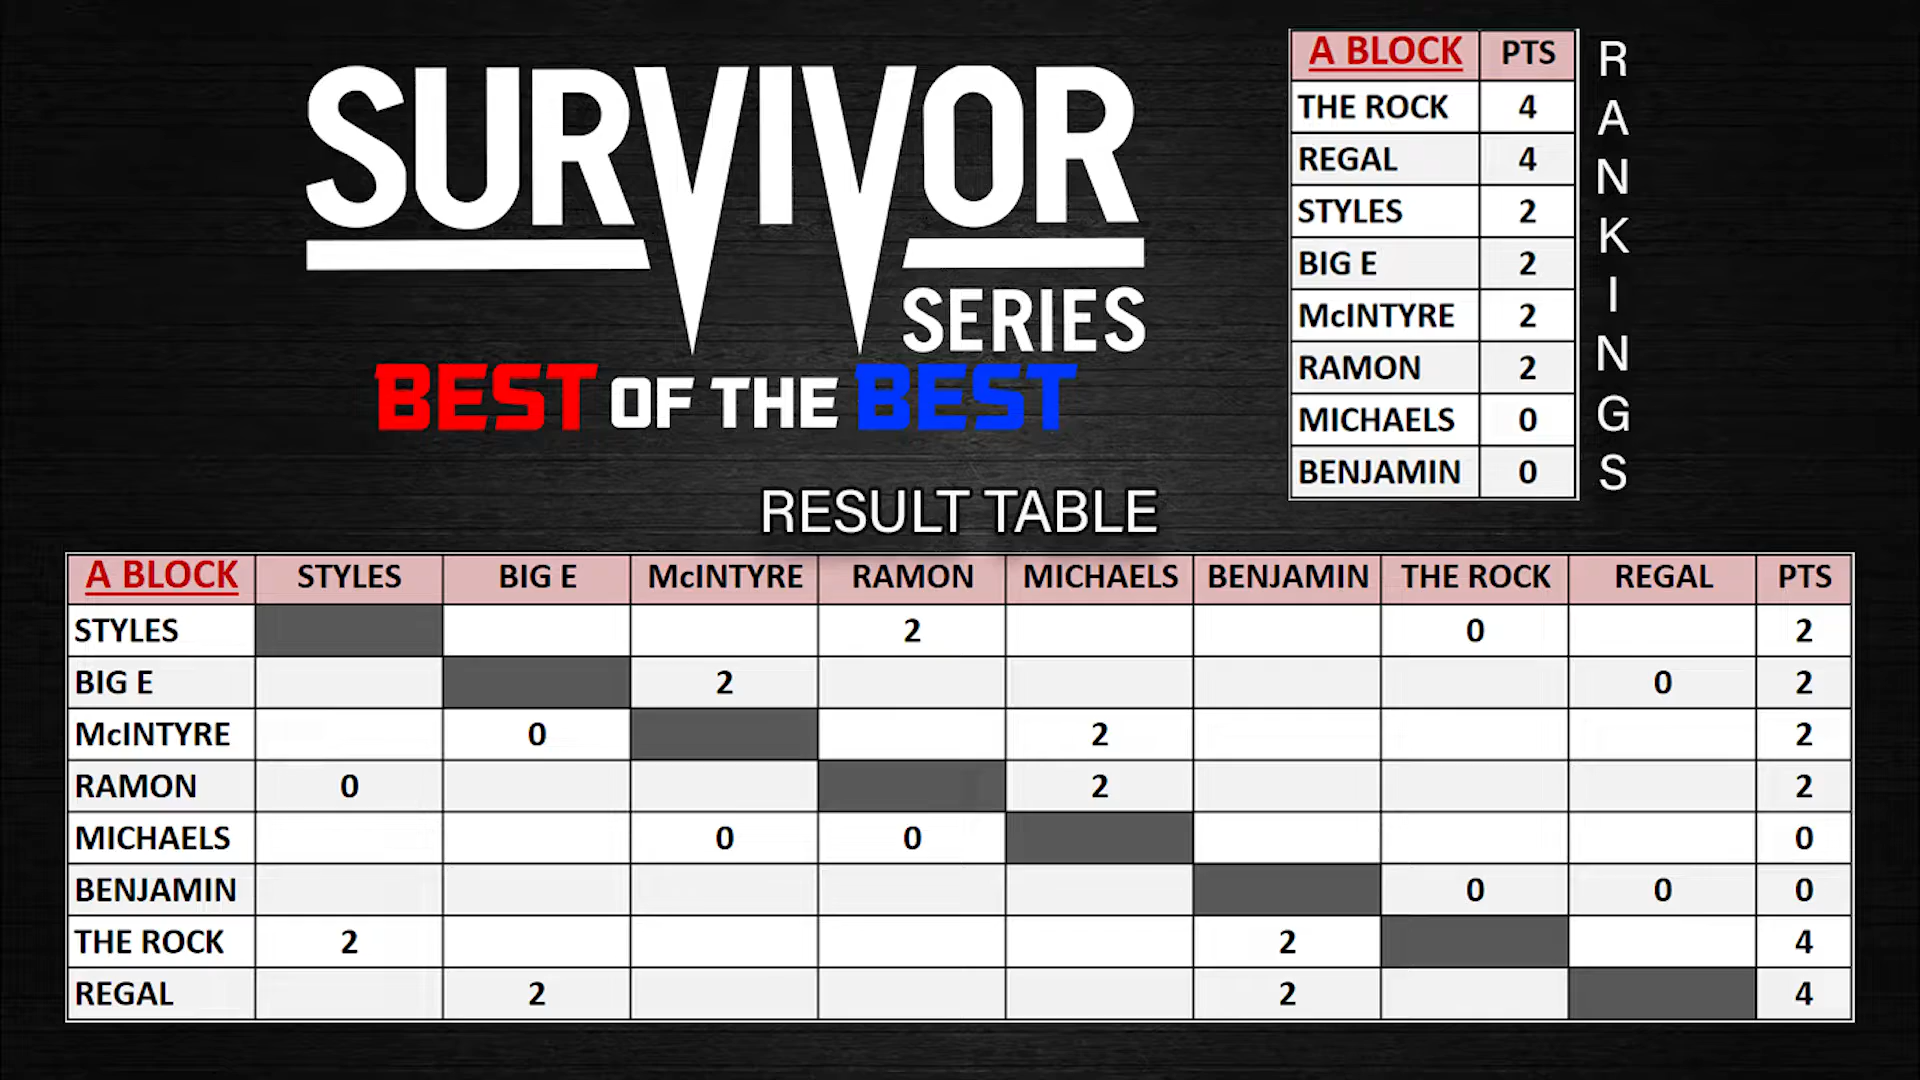 SURVIVOR
SERIES
BEST OF THE BEST
A BLOCK PTS
THE ROCK 4
REGAL 4
STYLES 2
BIG E 2
McINTYRE 2
RAMON 2
MICHAELS 0
BENJAMIN 0
RANKINGS
RESULT TABLE
A BLOCK STYLES BIG E McINTYRE RAMON MICHAELS BENJAMIN THE ROCK REGAL PTS
STYLES 2 0 2
BIG E 2 0 2
McINTYRE 0 2 2
RAMON 0 2 2
MICHAELS 0 0 0
BENJAMIN 0 0 0
THE ROCK 2 2 4
REGAL 2 2 4